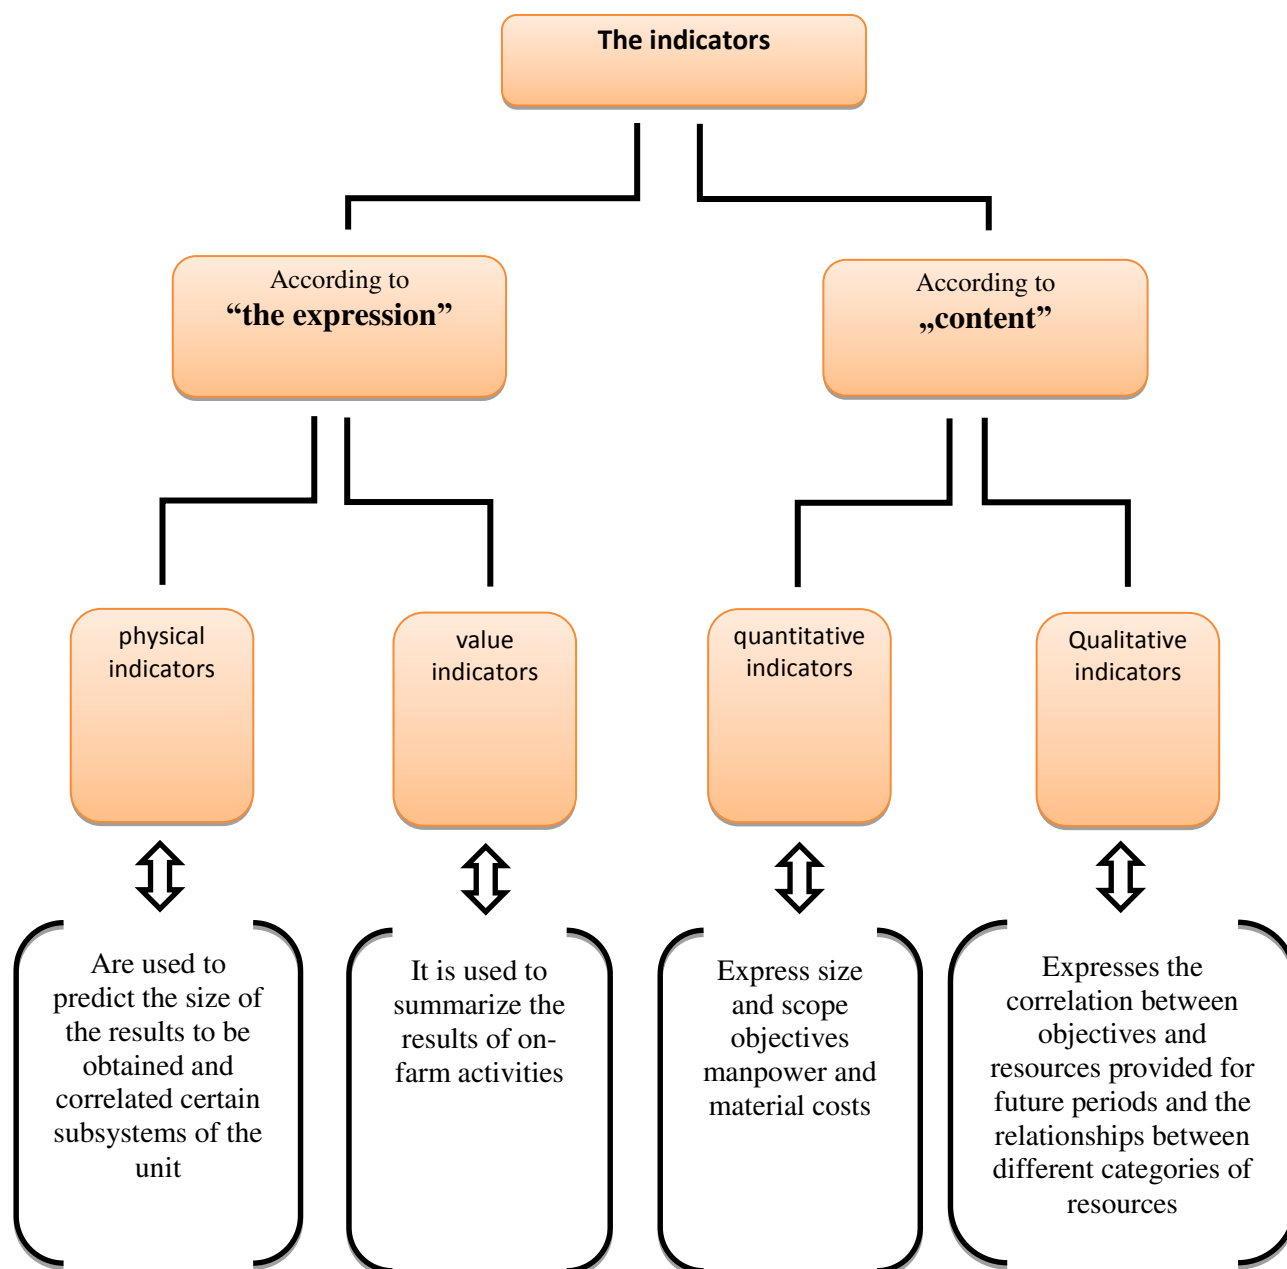 The indicators
According to
“the expression”
According to
„content”
physical
indicators
value
indicators
quantitative
indicators
Qualitative
indicators
Are used to
predict the size of
the results to be
obtained and
correlated certain
subsystems of the
unit
It is used to
summarize the
results of on-
farm activities
Express size
and scope
objectives
manpower and
material costs
Expresses the
correlation between
objectives and
resources provided for
future periods and the
relationships between
different categories of
resources